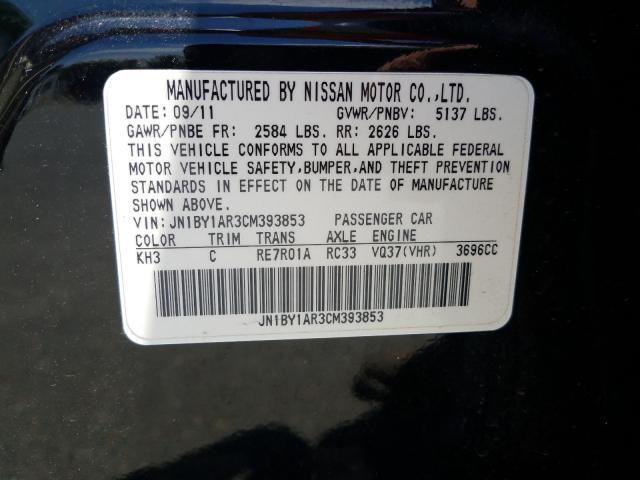 MANUFACTURED BY NISSAN MOTOR CO.,LTD.
DATE: 09/11 GVWR/PNBV: 5137 LBS.
GAWR/PNBE FR: 2584 LBS. RR: 2626 LBS.
THIS VEHICLE CONFORMS TO ALL APPLICABLE FEDERAL
MOTOR VEHICLE SAFETY,BUMPER,AND THEFT PREVENTION
STANDARDS IN EFFECT ON THE DATE OF MANUFACTURE
SHOWN ABOVE.
VIN: JN1BY1AR3CM393853 PASSENGER CAR
COLOR TRIM TRANS AXLE ENGINE
KH3 C RE7R01A RC33 VQ37(VHR) 3696CC
JN1BY1AR3CM393853